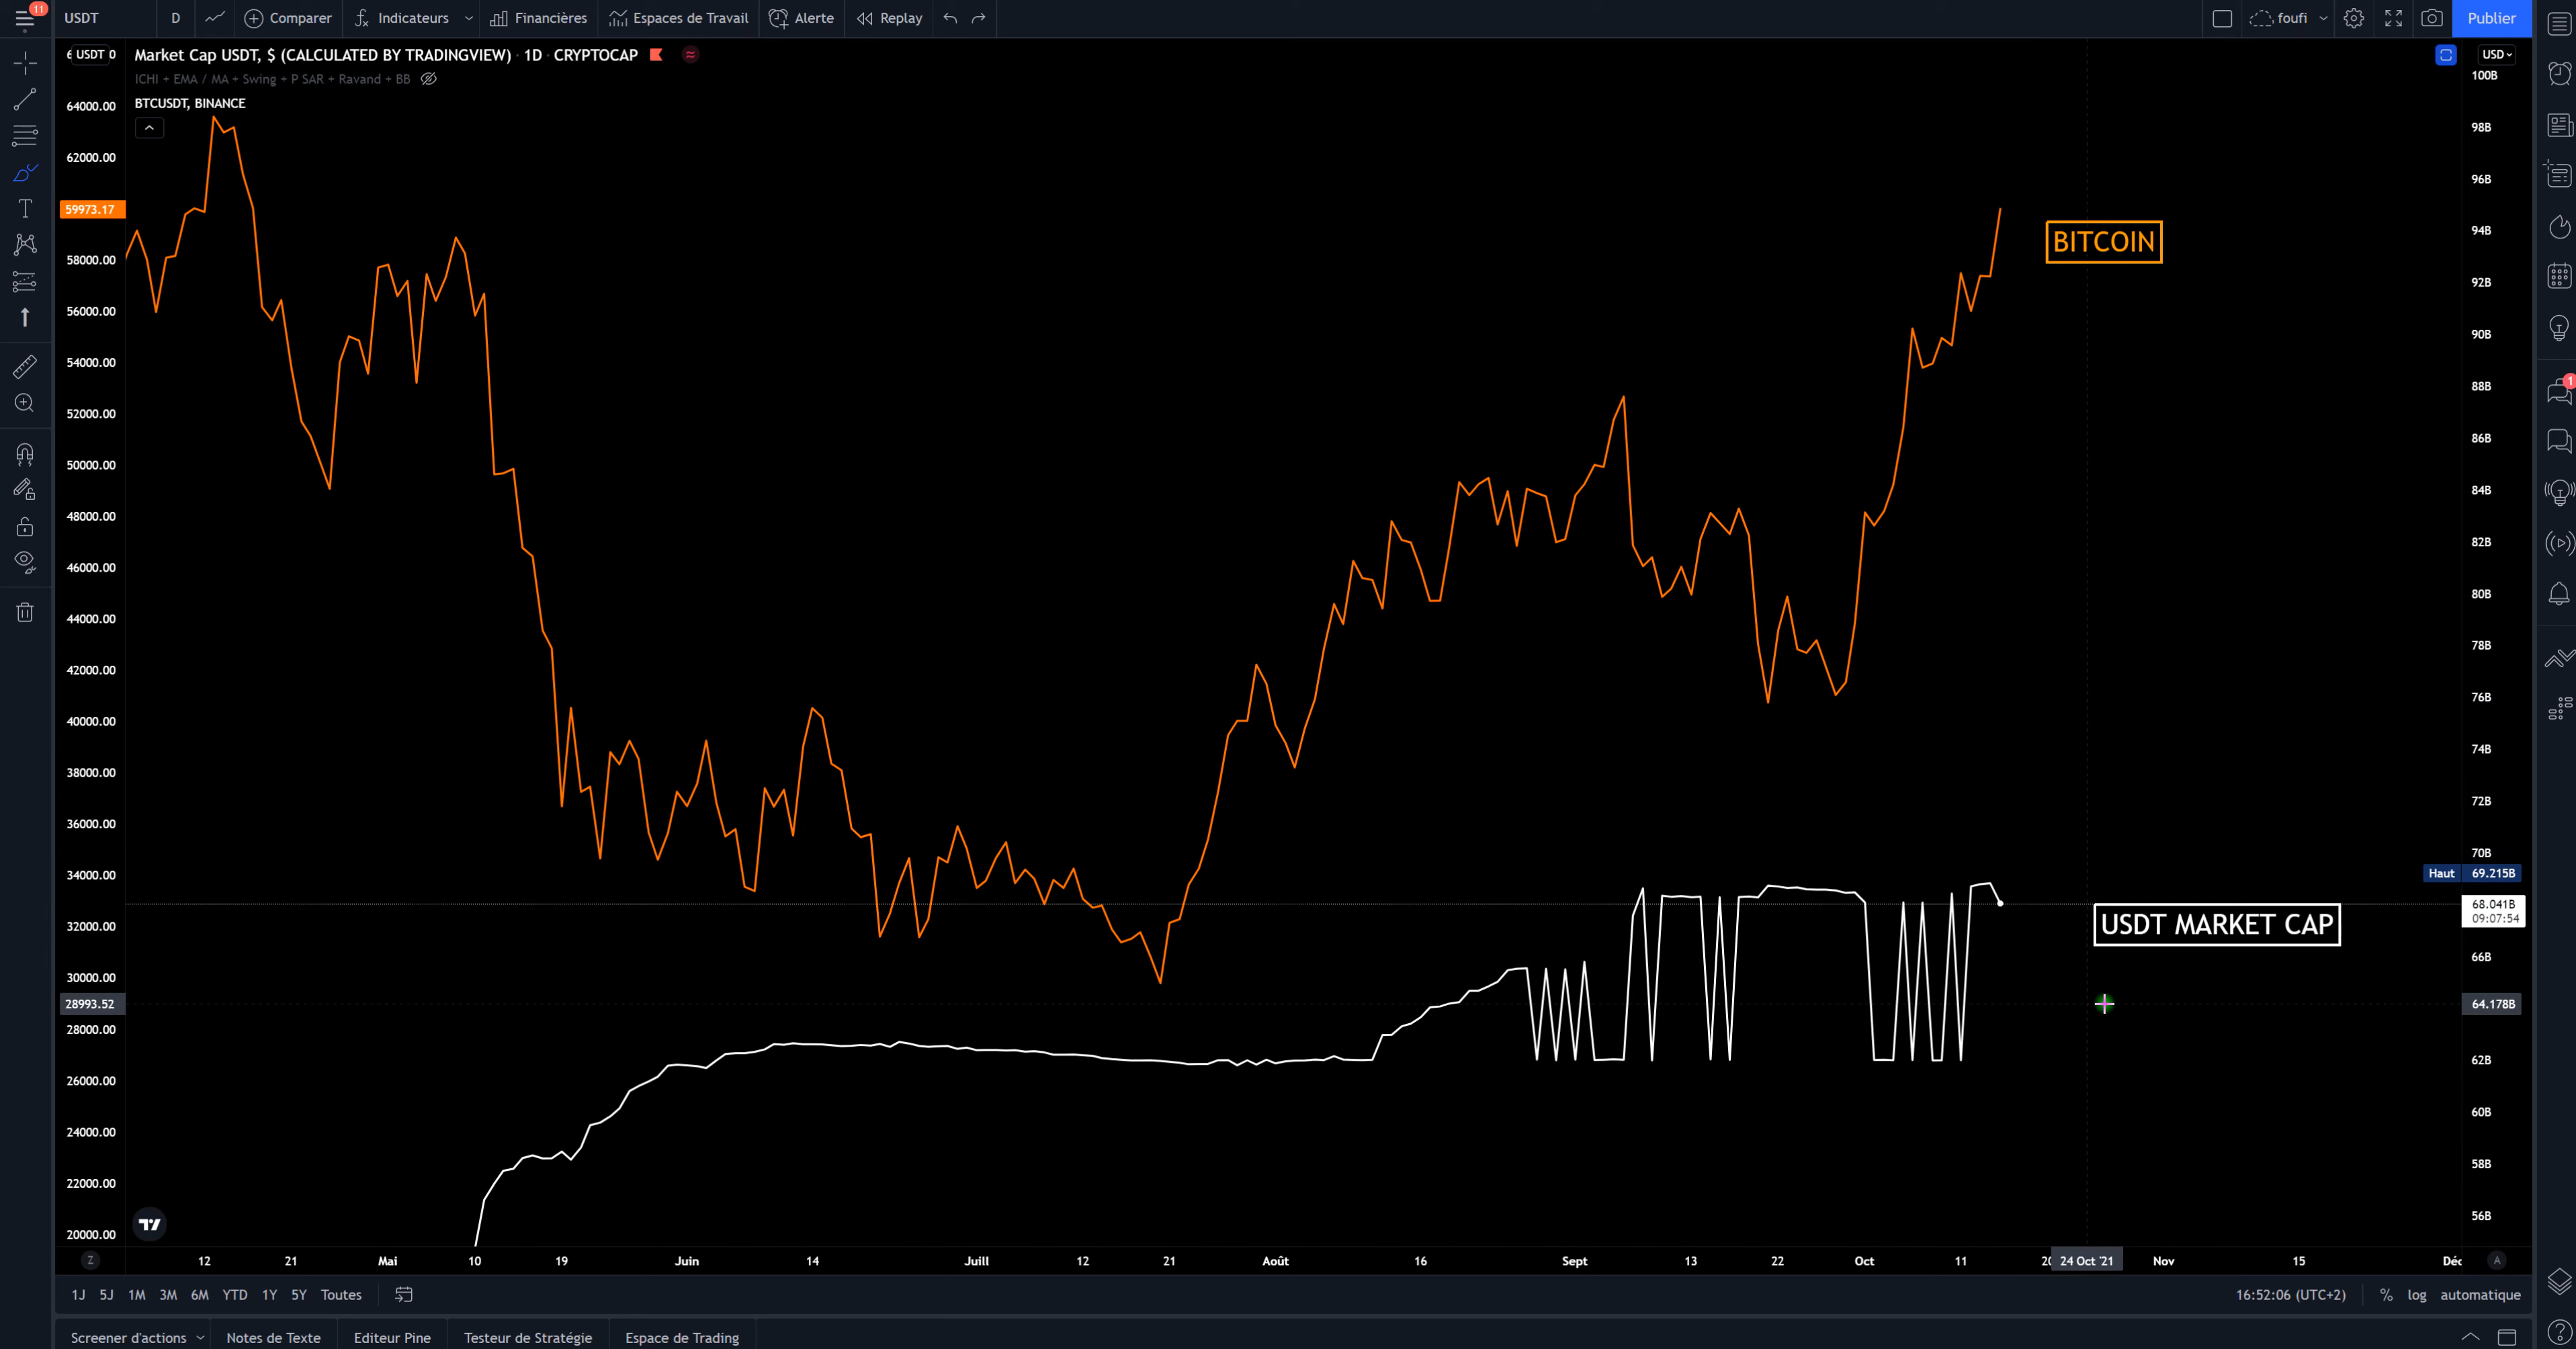 11
USDT
D
Comparer
Indicateurs
Financières
Espaces de Travail
Alerte
Replay
foufi
Publier
USDT
Market Cap USDT, $ (CALCULATED BY TRADINGVIEW) · 1D · CRYPTOCAP
ICHI + EMA / MA + Swing + P SAR + Ravand + BB
BTCUSDT, BINANCE
USD
64000.00
62000.00
59973.17
58000.00
56000.00
54000.00
52000.00
50000.00
48000.00
46000.00
44000.00
42000.00
40000.00
38000.00
36000.00
34000.00
32000.00
30000.00
28993.52
28000.00
26000.00
24000.00
22000.00
20000.00
BITCOIN
USDT MARKET CAP
100B
98B
96B
94B
92B
90B
88B
86B
84B
82B
80B
78B
76B
74B
72B
70B
Haut 69.215B
68.041B
09:07:54
66B
64.178B
62B
60B
58B
56B
1
Z
12 21 Mai 10 19 Juin 14 Juill 12 21 Août 16 Sept 13 22 Oct 11 24 Oct '21 Nov 15
A
1J 5J 1M 3M 6M YTD 1Y 5Y Toutes
16:52:06 (UTC+2)
% log automatique
Screener d'actions
Notes de Texte
Editeur Pine
Testeur de Stratégie
Espace de Trading